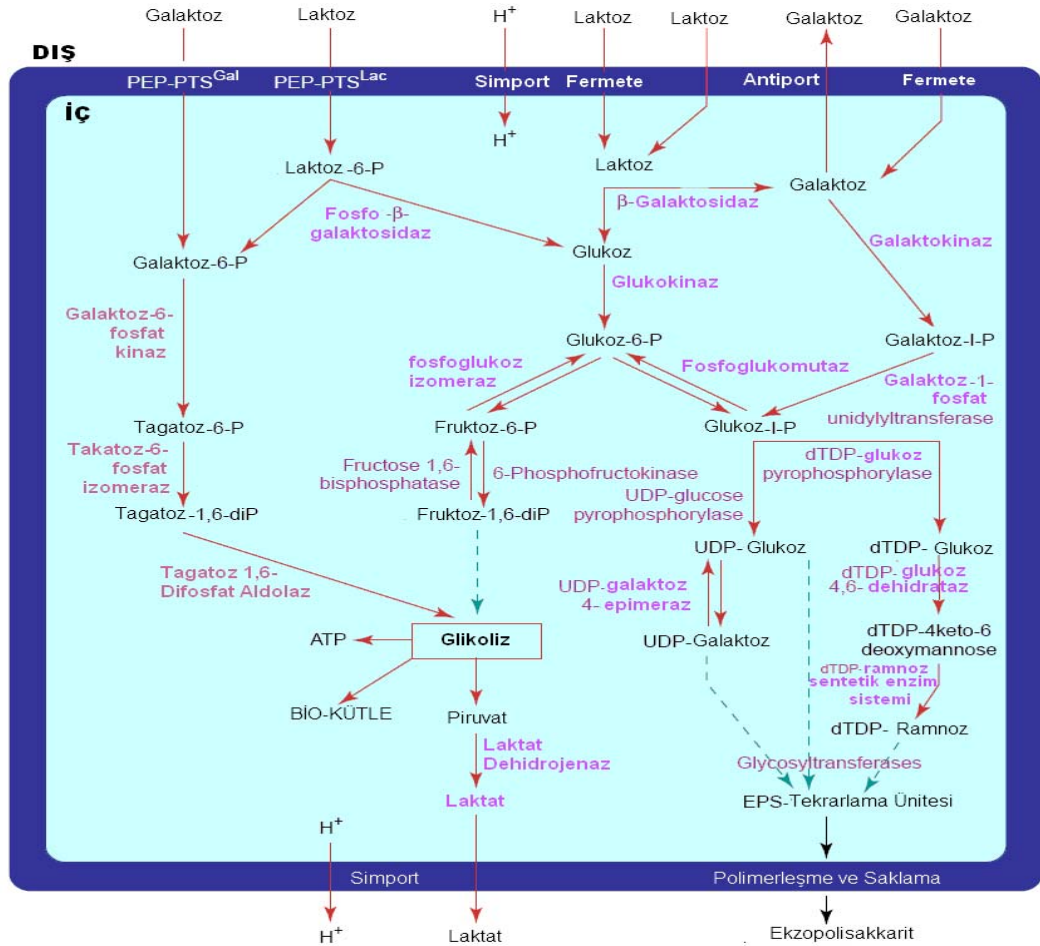 Galaktoz
Laktoz
H+
Laktoz
Laktoz
Galaktoz
Galaktoz
DIŞ
PEP-PTSGal
PEP-PTSLac
Simport
Fermete
Antiport
Fermete
İÇ
H+
Laktoz-6-P
Laktoz
Galaktoz
Fosfo-β-
galaktosidaz
β-Galaktosidaz
Galaktoz-6-P
Glukoz
Galaktokinaz
Glukokinaz
Galaktoz-6-
fosfat
kinaz
Glukoz-6-P
Galaktoz-I-P
fosfoglukoz
izomeraz
Fosfoglukomutaz
Galaktoz-1-
fosfat
unidylyltransferase
Tagatoz-6-P
Fruktoz-6-P
Glukoz-I-P
Takatoz-6-
fosfat
izomeraz
Fructose 1,6-
bisphosphatase
6-Phosphofructokinase
dTDP-glukoz
pyrophosphorylase
UDP-glucose
pyrophosphorylase
Tagatoz-1,6-diP
Fruktoz-1,6-diP
UDP- Glukoz
dTDP- Glukoz
dTDP- glukoz
4,6- dehidrataz
Tagatoz 1,6-
Difosfat Aldolaz
UDP-galaktoz
4- epimeraz
ATP
Glikoliz
UDP-Galaktoz
dTDP-4keto-6
deoxymannose
dTDP-ramnoz
sentetik enzim
sistemi
BİO-KÜTLE
Piruvat
dTDP- Ramnoz
Laktat
Dehidrojenaz
Glycosyltransferases
Laktat
EPS-Tekrarlama Ünitesi
H+
Simport
Polimerleşme ve Saklama
H+
Laktat
Ekzopolisakkarit